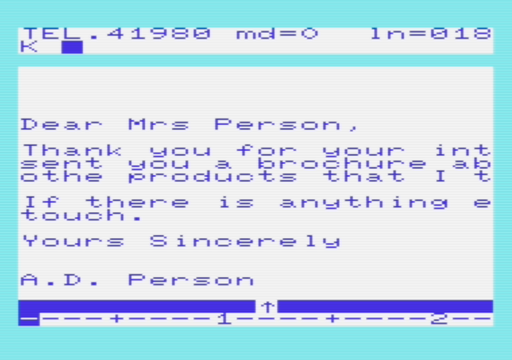 TEL.41980 md=0 ln=018
K
Dear Mrs Person,
Thank you for your int
sent you a brochure ab
othe products that I t
If there is anything e
touch.
Yours Sincerely
A.D. Person
↑
----+----1----+----2--